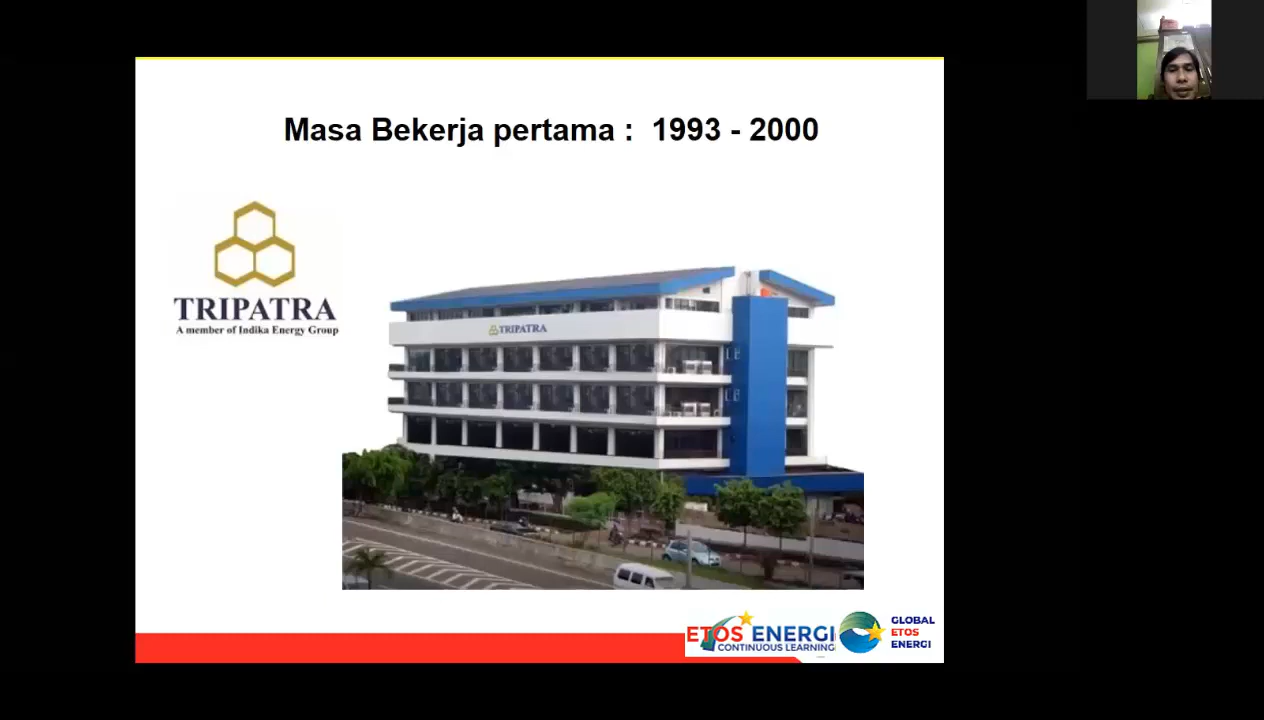 Masa Bekerja pertama : 1993 - 2000
TRIPATRA
A member of Indika Energy Group
TRIPATRA
ETOS ENERGI
CONTINUOUS LEARNING
GLOBAL
ETOS
ENERGI